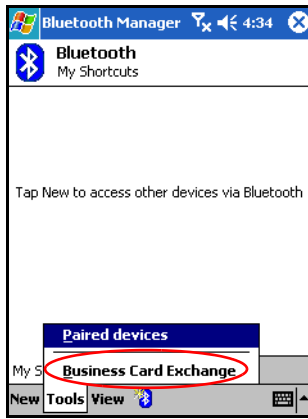 Bluetooth Manager 4:34
Bluetooth
My Shortcuts
Tap New to access other devices via Bluetooth
Paired devices
My S
Business Card Exchange
New Tools View